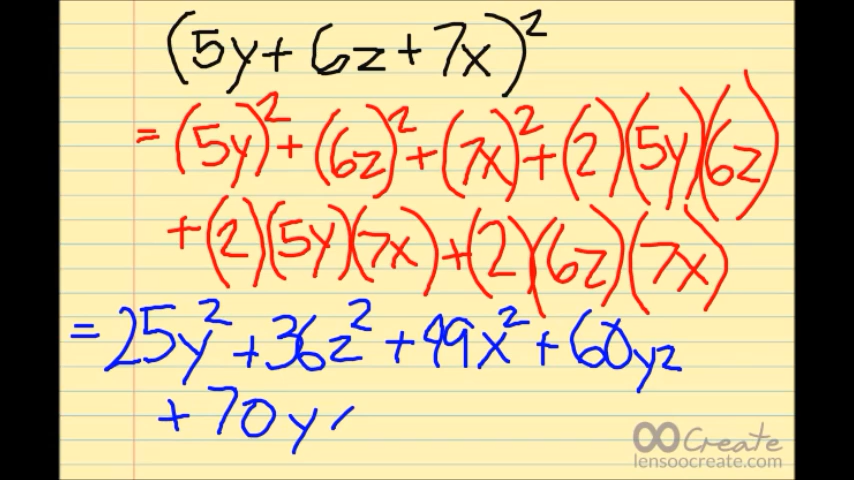 (5y + 6z + 7x)²
= (5y)² + (6z)² + (7x)² + (2)(5y)(6z)
+ (2)(5y)(7x) + (2)(6z)(7x)
= 25y² + 36z² + 49x² + 60yz
+ 70y
Create
lensoocreate.com